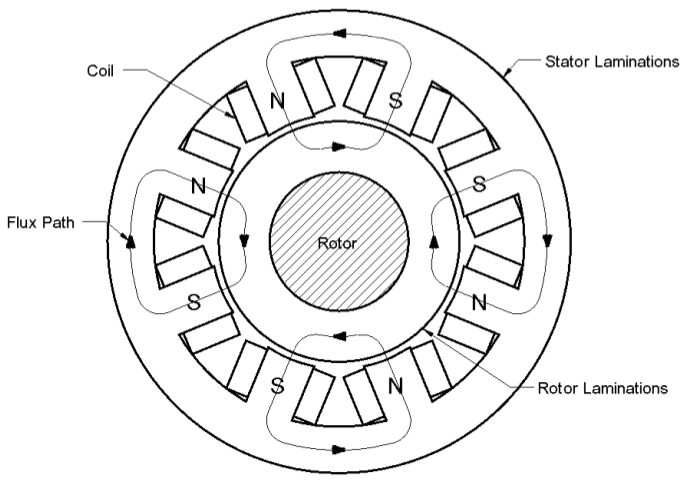 Stator Laminations
Coil
N
S
N
S
Flux Path
Rotor
S
N
S
N
Rotor Laminations